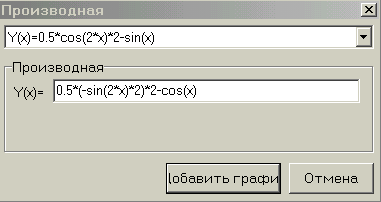 Производная
Y(x)=0.5*cos(2*x)*2-sin(x)
Производная
Y(x)= 0.5*(-sin(2*x)*2)*2-cos(x)
обавить графи Отмена